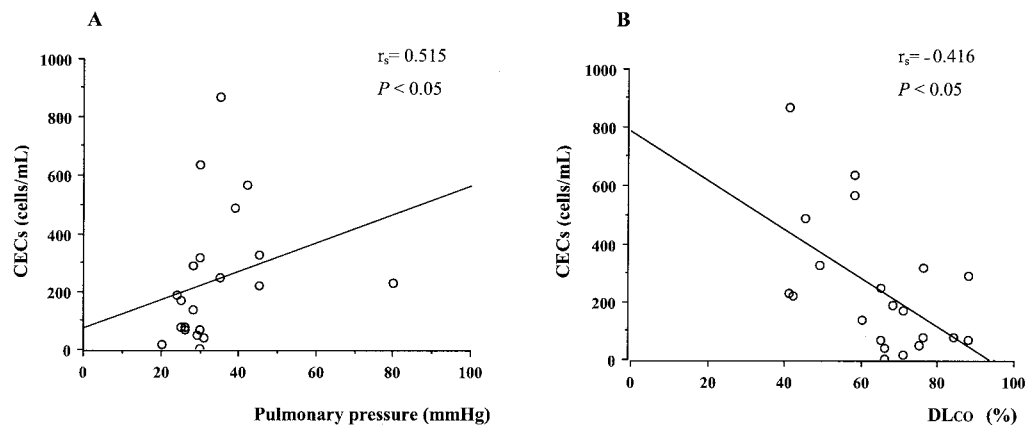 A
r_s= 0.515
P < 0.05
1000
800
600
400
200
0
CECs (cells/mL)
0 20 40 60 80 100
Pulmonary pressure (mmHg)
B
r_s= -0.416
P < 0.05
1000
800
600
400
200
0
CECs (cells/mL)
0 20 40 60 80 100
DLCO (%)